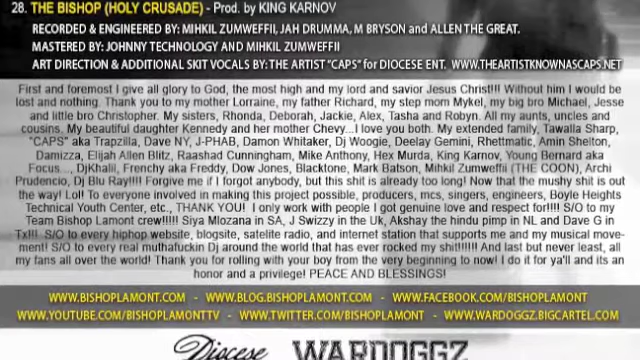 28. THE BISHOP (HOLY CRUSADE) - Prod. by KING KARNOV
RECORDED & ENGINEERED BY: MIHKIL ZUMWEFFII, JAH DRUMMA, M BRYSON and ALLEN THE GREAT.
MASTERED BY: JOHNNY TECHNOLOGY AND MIHKIL ZUMWEFII
ART DIRECTION & ADDITIONAL SKIT VOCALS BY: THE ARTIST "CAPS" for DIOCESE ENT. WWW.THEARTISTKNOWNASCAPS.NET
First and foremost I give all glory to God, the most high and my lord and savior Jesus Christ!!! Without him I would be
lost and nothing. Thank you to my mother Lorraine, my father Richard, my step mom Mykel, my big bro Michael, Jesse
and little bro Christopher. My sisters, Rhonda, Deborah, Jackie, Alex, Tasha and Robyn. All my aunts, uncles and
cousins. My beautiful daughter Kennedy and her mother Chevy...I love you both. My extended family, Tawalla Sharp,
"CAPS" aka Trapzilla, Dave NY, J-PHAB, Damon Whitaker, Dj Woogie, Deelay Gemini, Rhettmatic, Amin Shelton,
Damizza, Elijah Allen Blitz, Raashad Cunningham, Mike Anthony, Hex Murda, King Karnov, Young Bernard aka
Focus..., DjKhalil, Frenchy aka Freddy, Dow Jones, Blacktone, Mark Batson, Mihkil Zumweffii (THE COON), Archi
Prudencio, Dj Blu Ray!!!! Forgive me if I forgot anybody, but this shit is already too long! Now that the mushy shit is out
the way! Lol! To everyone involved in making this project possible, producers, mcs, singers, engineers, Boyle Heights
Technical Youth Center, etc., THANK YOU! I only work with people I got genuine love and respect for!!!! S/O to my
Team Bishop Lamont crew!!!!! Siya Mlozana in SA, J Swizzy in the Uk, Akshay the hindu pimp in NL and Dave G in
Tx!!! S/O to every hiphop website, blogsite, satelite radio, and internet station that supports me and my musical move-
ment! S/O to every real muthafuckin Dj around the world that has ever rocked my shit!!!!!! And last but never least, all
my fans all over the world! Thank you for rolling with your boy from the very beginning to now! I do it for ya'll and its an
honor and a privilege! PEACE AND BLESSINGS!
WWW.BISHOPLAMONT.COM - WWW.BLOG.BISHOPLAMONT.COM - WWW.FACEBOOK.COM/BISHOPLAMONT
WWW.YOUTUBE.COM/BISHOPLAMONTTV - WWW.TWITTER.COM/BISHOPLAMONT - WWW.WARDOGGZ.BIGCARTEL.COM
Diocese WARDOGGZ